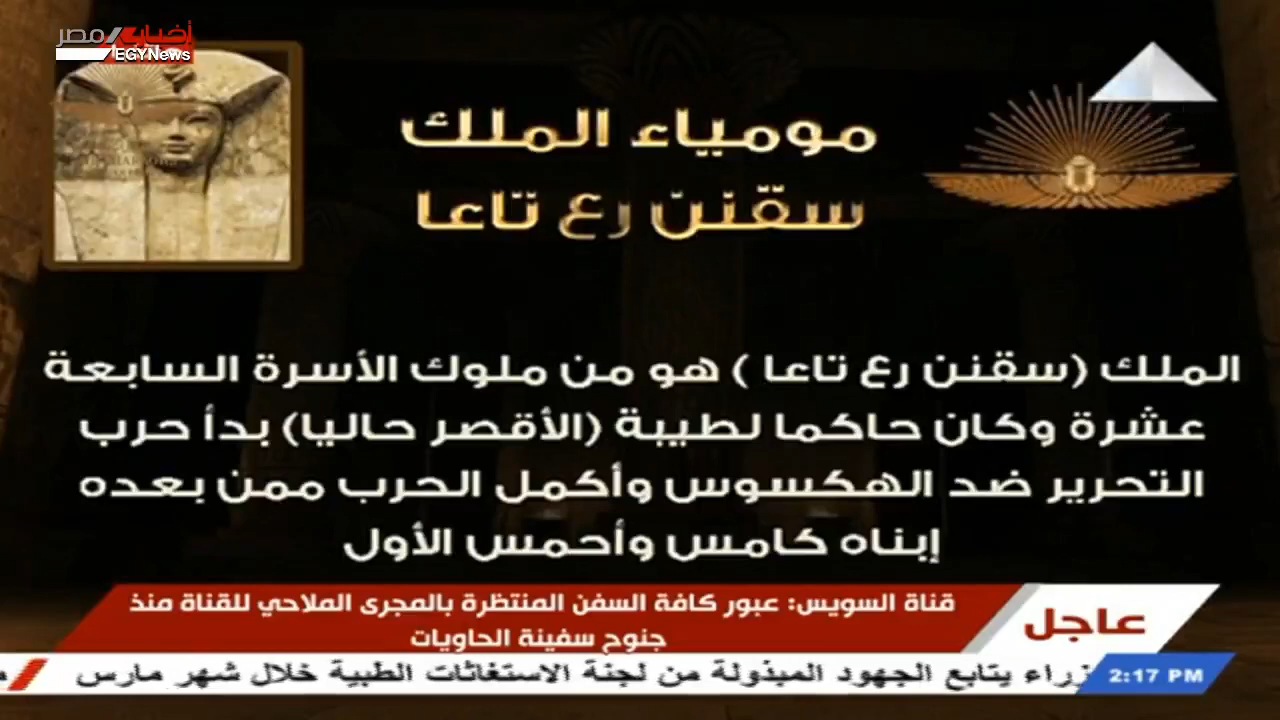 أخبار مصر
EGYNews
مومياء الملك
سقنن رع تاعا
الملك (سقنن رع تاعا ) هو من ملوك الأسرة السابعة
عشرة وكان حاكما لطيبة (الأقصر حاليا) بدأ حرب
التحرير ضد الهكسوس وأكمل الحرب ممن بعده
إبناه كامس وأحمس الأول
عاجل
قناة السويس: عبور كافة السفن المنتظرة بالمجرى الملاحي للقناة منذ
جنوح سفينة الحاويات
2:17 PM
زراء يتابع الجهود المبذولة من لجنة الاستغاثات الطبية خلال شهر مارس